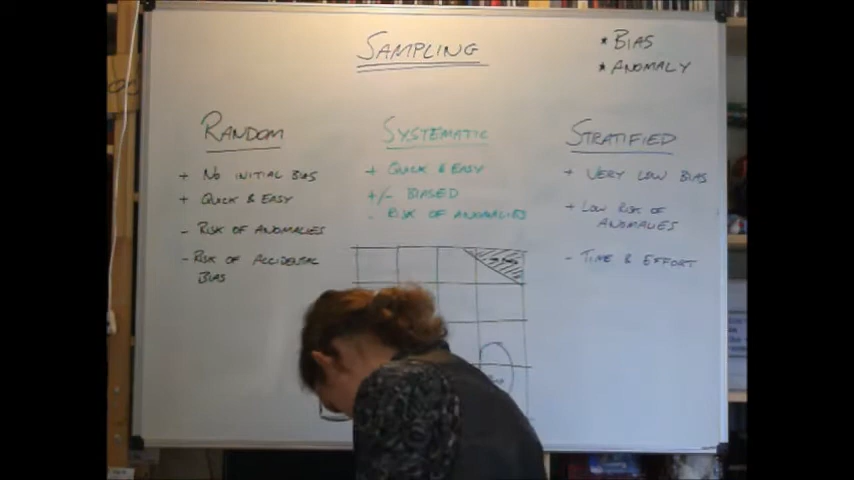 SAMPLING
* BIAS
* ANOMALY
RANDOM
+ NO INITIAL BIAS
+ QUICK & EASY
- RISK OF ANOMALIES
- RISK OF ACCIDENTAL
BIAS
SYSTEMATIC
+ QUICK & EASY
+/- BIASED
- RISK OF ANOMALIES
STRATIFIED
+ VERY LOW BIAS
+ LOW RISK OF
ANOMALIES
- TIME & EFFORT